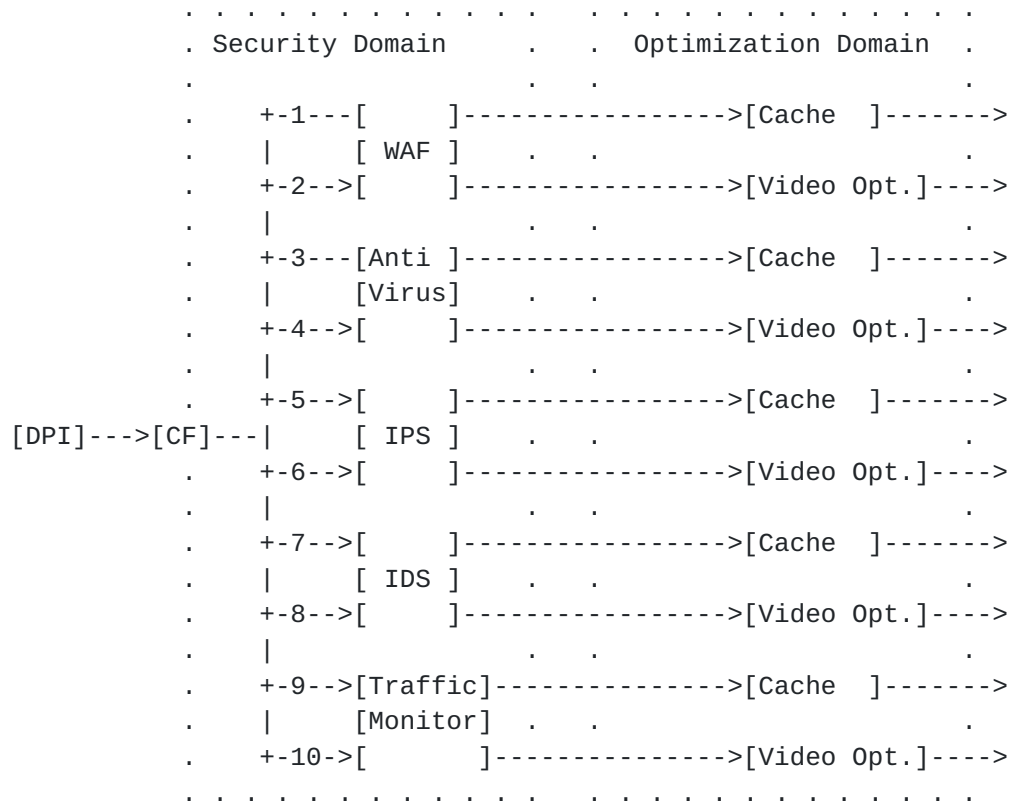 . . . . . . . . . . . .   . . . . . . . . . . . . .
. Security Domain     .   .  Optimization Domain  .
.                     .   .                       .
.    +-1---[     ]----------------->[Cache  ]------->
.    |     [ WAF ]    .   .                       .
.    +-2-->[     ]----------------->[Video Opt.]---->
.    |                .   .                       .
.    +-3---[Anti ]----------------->[Cache  ]------->
.    |     [Virus]    .   .                       .
.    +-4-->[     ]----------------->[Video Opt.]---->
.    |                .   .                       .
.    +-5-->[     ]----------------->[Cache  ]------->
[DPI]--->[CF]---|     [ IPS ]    .   .                       .
.    +-6-->[     ]----------------->[Video Opt.]---->
.    |                .   .                       .
.    +-7-->[     ]----------------->[Cache  ]------->
.    |     [ IDS ]    .   .                       .
.    +-8-->[     ]----------------->[Video Opt.]---->
.    |                .   .                       .
.    +-9-->[Traffic]--------------->[Cache  ]------->
.    |     [Monitor]  .   .                       .
.    +-10->[       ]--------------->[Video Opt.]---->
. . . . . . . . . . . .   . . . . . . . . . . . . .